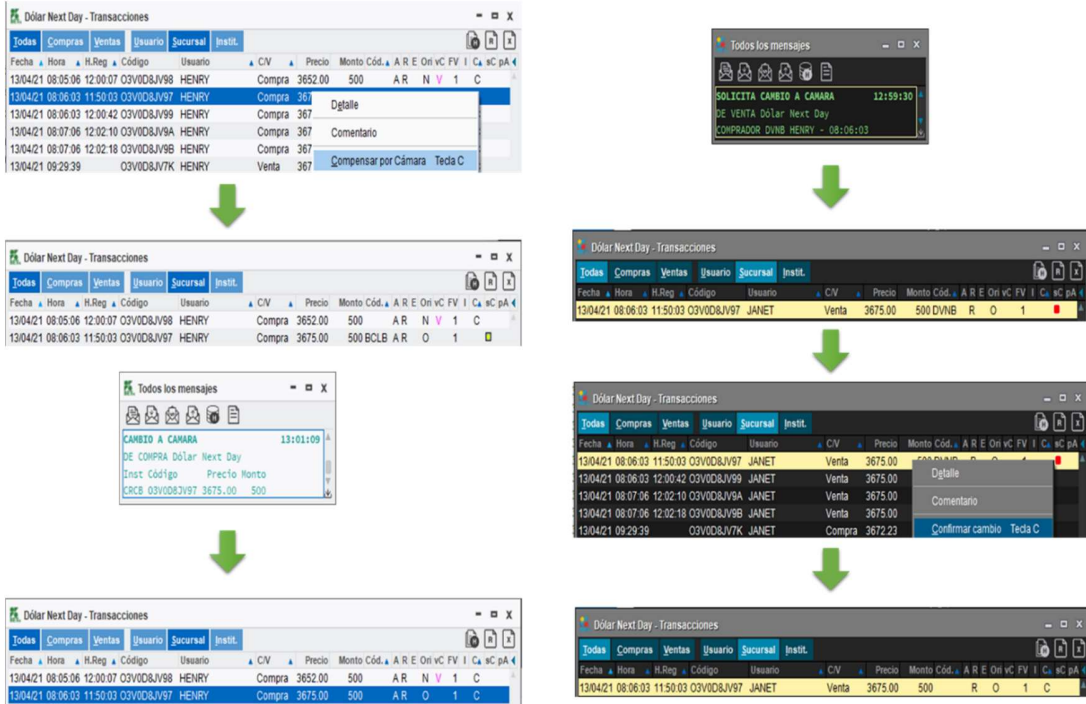 Dólar Next Day - Transacciones
Todas Compras Ventas Usuario Sucursal Instit.
Fecha Hora H.Reg Código Usuario C/V Precio Monto Cód. A R E Ori vC FV I C sC pA
13/04/21 08:05:06 12:00:07 O3V0D8JV98 HENRY Compra 3652.00 500 A R N V 1 C
13/04/21 08:06:03 11:50:03 O3V0D8JV97 HENRY Compra 367
13/04/21 08:06:03 12:00:42 O3V0D8JV99 HENRY Compra 367
13/04/21 08:07:06 12:02:10 O3V0D8JV9A HENRY Compra 367
13/04/21 08:07:06 12:02:18 O3V0D8JV9B HENRY Compra 367
13/04/21 09:29:39 O3V0D8JV7K HENRY Venta 367
Detalle
Comentario
Compensar por Cámara Tecla C
Dólar Next Day - Transacciones
Todas Compras Ventas Usuario Sucursal Instit.
Fecha Hora H.Reg Código Usuario C/V Precio Monto Cód. A R E Ori vC FV I C sC pA
13/04/21 08:05:06 12:00:07 O3V0D8JV98 HENRY Compra 3652.00 500 A R N V 1 C
13/04/21 08:06:03 11:50:03 O3V0D8JV97 HENRY Compra 3675.00 500 BCLB A R O 1
Todos los mensajes
CAMBIO A CAMARA 13:01:09
DE COMPRA Dólar Next Day
Inst Código Precio Monto
CRCB O3V0D8JV97 3675.00 500
Dólar Next Day - Transacciones
Todas Compras Ventas Usuario Sucursal Instit.
Fecha Hora H.Reg Código Usuario C/V Precio Monto Cód. A R E Ori vC FV I C sC pA
13/04/21 08:05:06 12:00:07 O3V0D8JV98 HENRY Compra 3652.00 500 A R N V 1 C
13/04/21 08:06:03 11:50:03 O3V0D8JV97 HENRY Compra 3675.00 500 A R O 1 C
Todos los mensajes
SOLICITA CAMBIO A CAMARA 12:59:30
DE VENTA Dólar Next Day
COMPRADOR DVNB HENRY - 08:06:03
Dólar Next Day - Transacciones
Todas Compras Ventas Usuario Sucursal Instit.
Fecha Hora H.Reg Código Usuario C/V Precio Monto Cód. A R E Ori vC FV I C sC pA
13/04/21 08:06:03 11:50:03 O3V0D8JV97 JANET Venta 3675.00 500 DVNB R O 1
Dólar Next Day - Transacciones
Todas Compras Ventas Usuario Sucursal Instit.
Fecha Hora H.Reg Código Usuario C/V Precio Monto Cód. A R E Ori vC FV I C sC pA
13/04/21 08:06:03 11:50:03 O3V0D8JV97 JANET Venta 3675.00
13/04/21 08:06:03 12:00:42 O3V0D8JV99 JANET Venta 3675.00
13/04/21 08:07:06 12:02:10 O3V0D8JV9A JANET Venta 3675.00
13/04/21 08:07:06 12:02:18 O3V0D8JV9B JANET Venta 3675.00
13/04/21 09:29:39 O3V0D8JV7K JANET Compra 3672.23
Detalle
Comentario
Confirmar cambio Tecla C
Dólar Next Day - Transacciones
Todas Compras Ventas Usuario Sucursal Instit.
Fecha Hora H.Reg Código Usuario C/V Precio Monto Cód. A R E Ori vC FV I C sC pA
13/04/21 08:06:03 11:50:03 O3V0D8JV97 JANET Venta 3675.00 500 R O 1 C